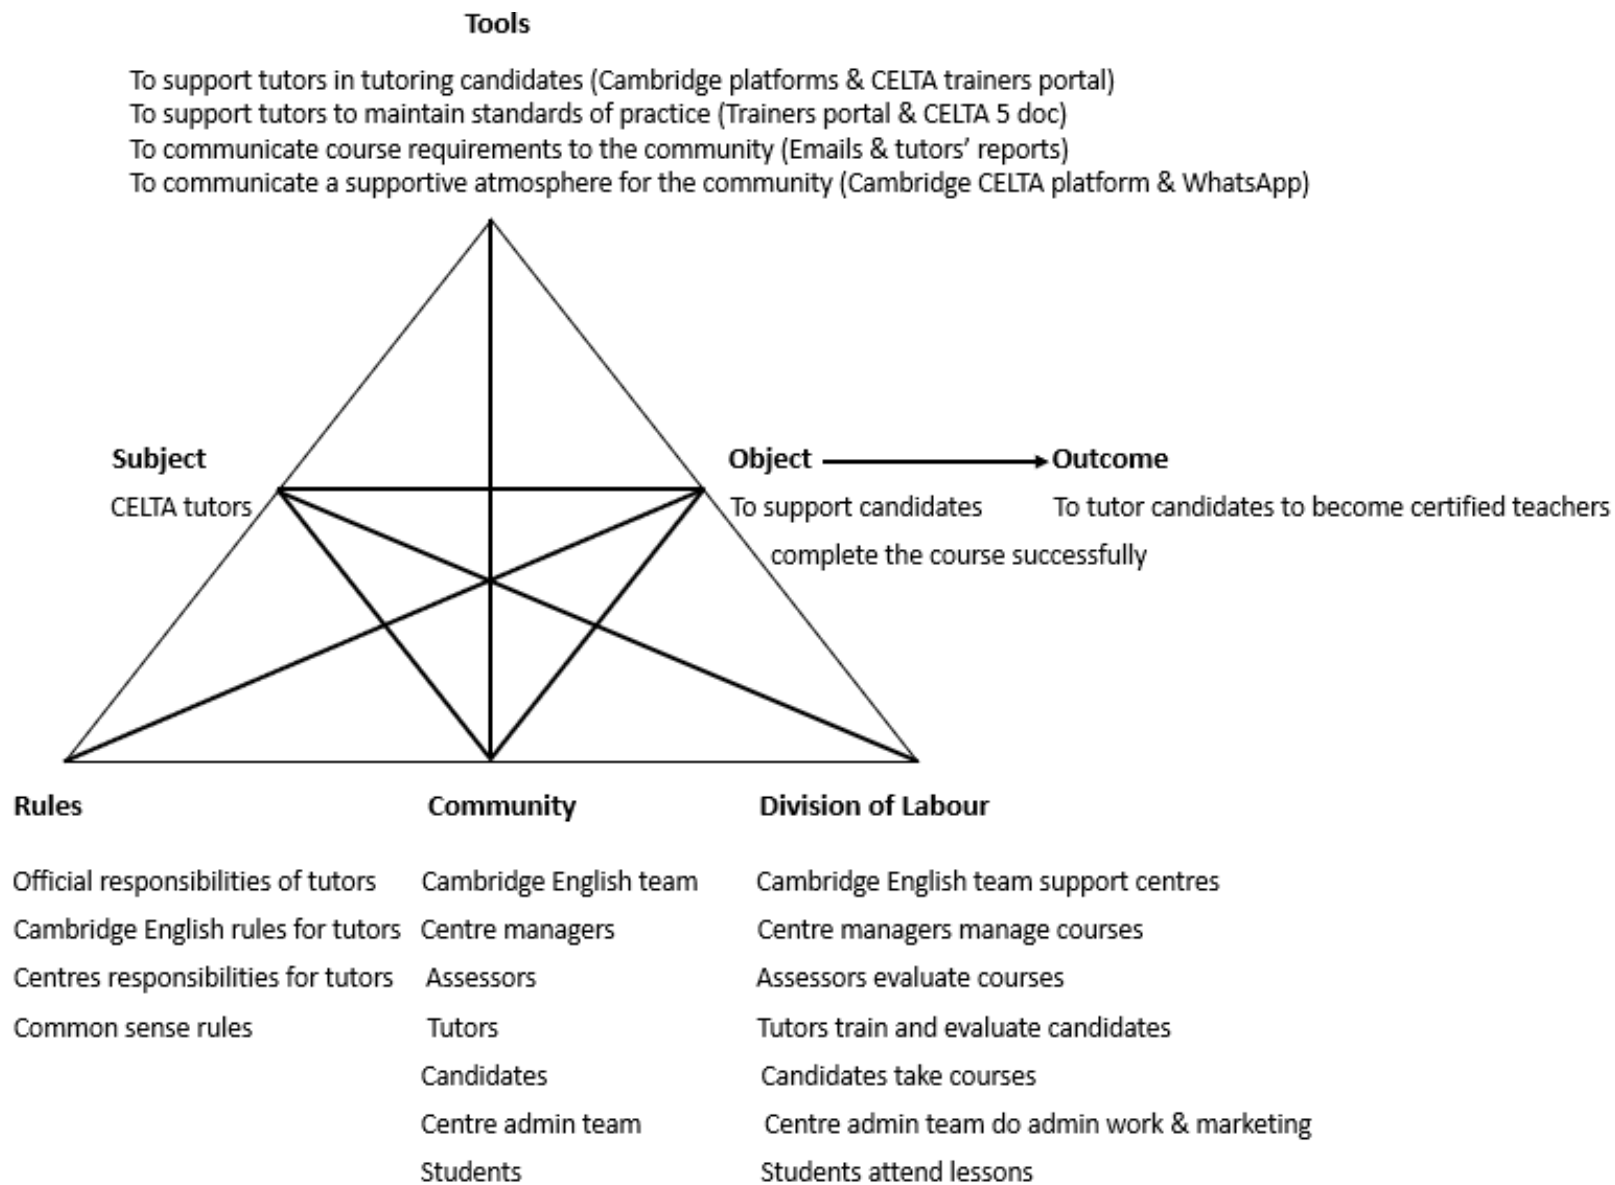 Tools
To support tutors in tutoring candidates (Cambridge platforms & CELTA trainers portal)
To support tutors to maintain standards of practice (Trainers portal & CELTA 5 doc)
To communicate course requirements to the community (Emails & tutors’ reports)
To communicate a supportive atmosphere for the community (Cambridge CELTA platform & WhatsApp)
Subject
CELTA tutors
Object
To support candidates
complete the course successfully
Outcome
To tutor candidates to become certified teachers
Rules
Official responsibilities of tutors
Cambridge English rules for tutors
Centres responsibilities for tutors
Common sense rules
Community
Cambridge English team
Centre managers
Assessors
Tutors
Candidates
Centre admin team
Students
Division of Labour
Cambridge English team support centres
Centre managers manage courses
Assessors evaluate courses
Tutors train and evaluate candidates
Candidates take courses
Centre admin team do admin work & marketing
Students attend lessons